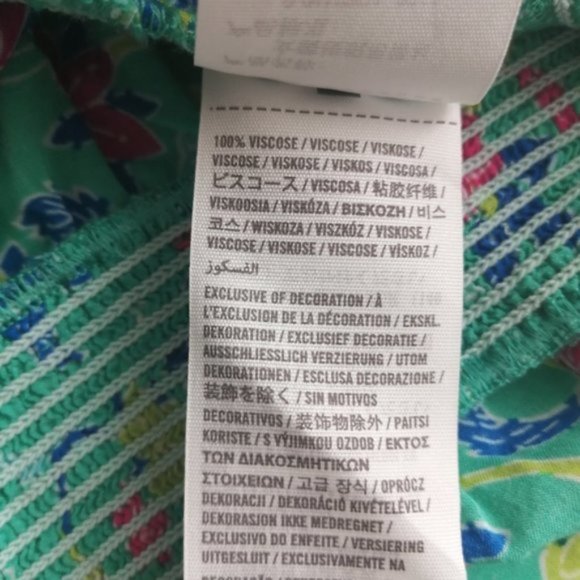 100% VISCOSE / VISCOSE / VISKOSE /
VISCOSE / VISKOSE / VISKOS / VISCOSA /
ビスコース / VISCOSA / 粘胶纤维 /
VISKOOSIA / VISKÓZA / ΒΙΣΚΟΖΗ / 비스
코스 / WISKOZA / VISZKÓZ / VISKOSE /
VISCOSE / VISKOSE / VISCOSE / VİSKOZ /
الفسكوز
EXCLUSIVE OF DECORATION / À
L'EXCLUSION DE LA DÉCORATION / EKSKL.
DEKORATION / EXCLUSIEF DECORATIE /
AUSSCHLIESSLICH VERZIERUNG / UTOM
DEKORATIONEN / ESCLUSA DECORAZIONE /
装飾を除く / SIN MOTIVOS
DECORATIVOS / 装饰物除外 / PAITSI
KORISTE / S VÝJIMKOU OZDOB / ΕΚΤΟΣ
ΤΩΝ ΔΙΑΚΟΣΜΗΤΙΚΩΝ
ΣΤΟΙΧΕΙΩΝ / 고급 장식 / OPRÓCZ
DEKORACJI / DEKORÁCIÓ KIVÉTELÉVEL /
DEKORASJON IKKE MEDREGNET /
EXCLUSIVO DO ENFEITE / VERSIERING
UITGESLUIT / EXCLUSIVAMENTE NA